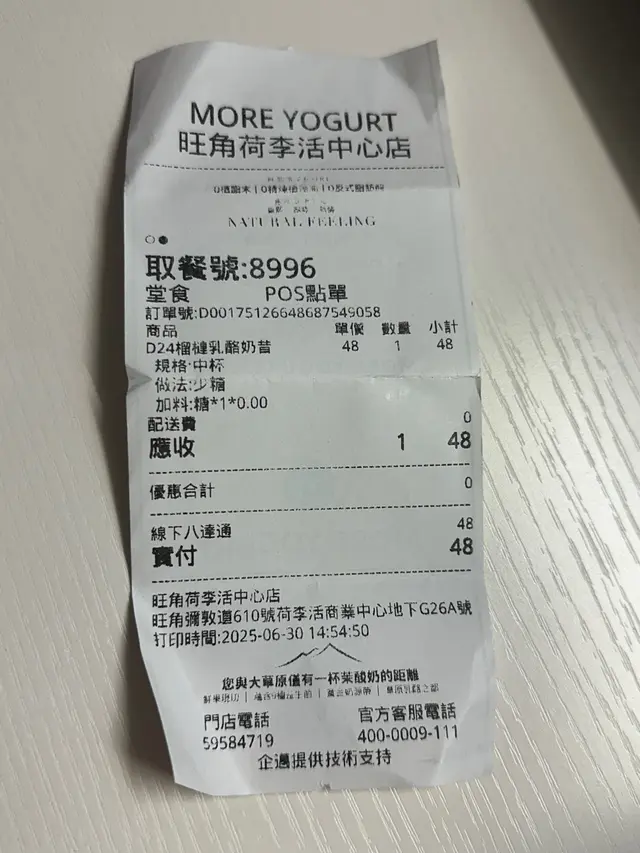 MORE YOGURT
旺角荷李活中心店
NATURAL FEELING
取餐號:8996
堂食 POS點單
訂單號:D00175126648687549058
商品 單價 數量 小計
D24榴槤乳酪奶昔 48 1 48
規格:中杯
做法:少糖
加料:糖*1*0.00
配送費 0
應收 1 48
優惠合計 0
線下八達通 48
實付 48
旺角荷李活中心店
旺角彌敦道610號荷李活商業中心地下G26A號
打印時間:2025-06-30 14:54:50
您與大草原僅有一杯茉酸奶的距離
門店電話 官方客服電話
59584719 400-0009-111
企邁提供技術支持